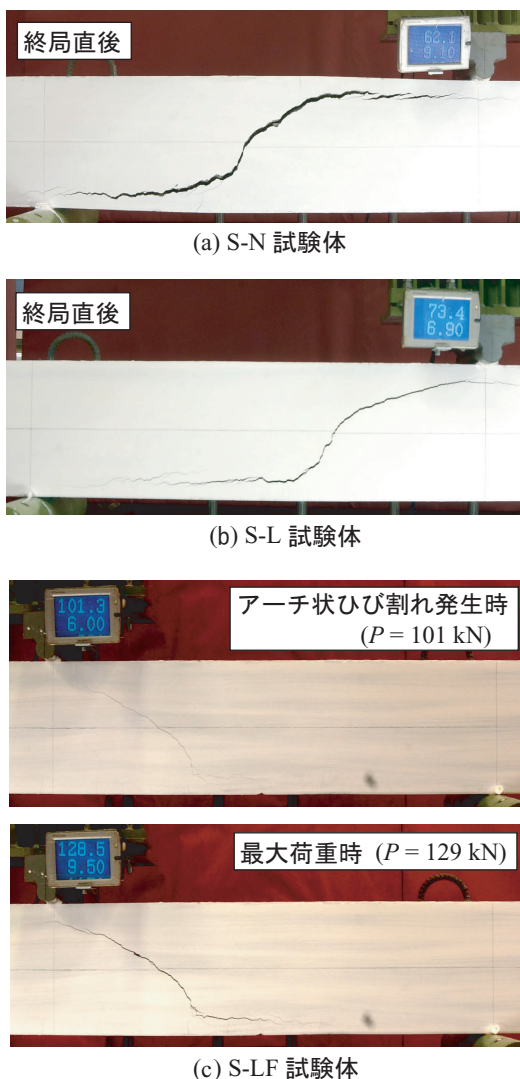 終局直後
62.1
9.10
(a) S-N 試験体
終局直後
73.4
6.90
(b) S-L 試験体
101.3
6.00
アーチ状ひび割れ発生時
(P = 101 kN)
128.5
9.50
最大荷重時 (P = 129 kN)
(c) S-LF 試験体